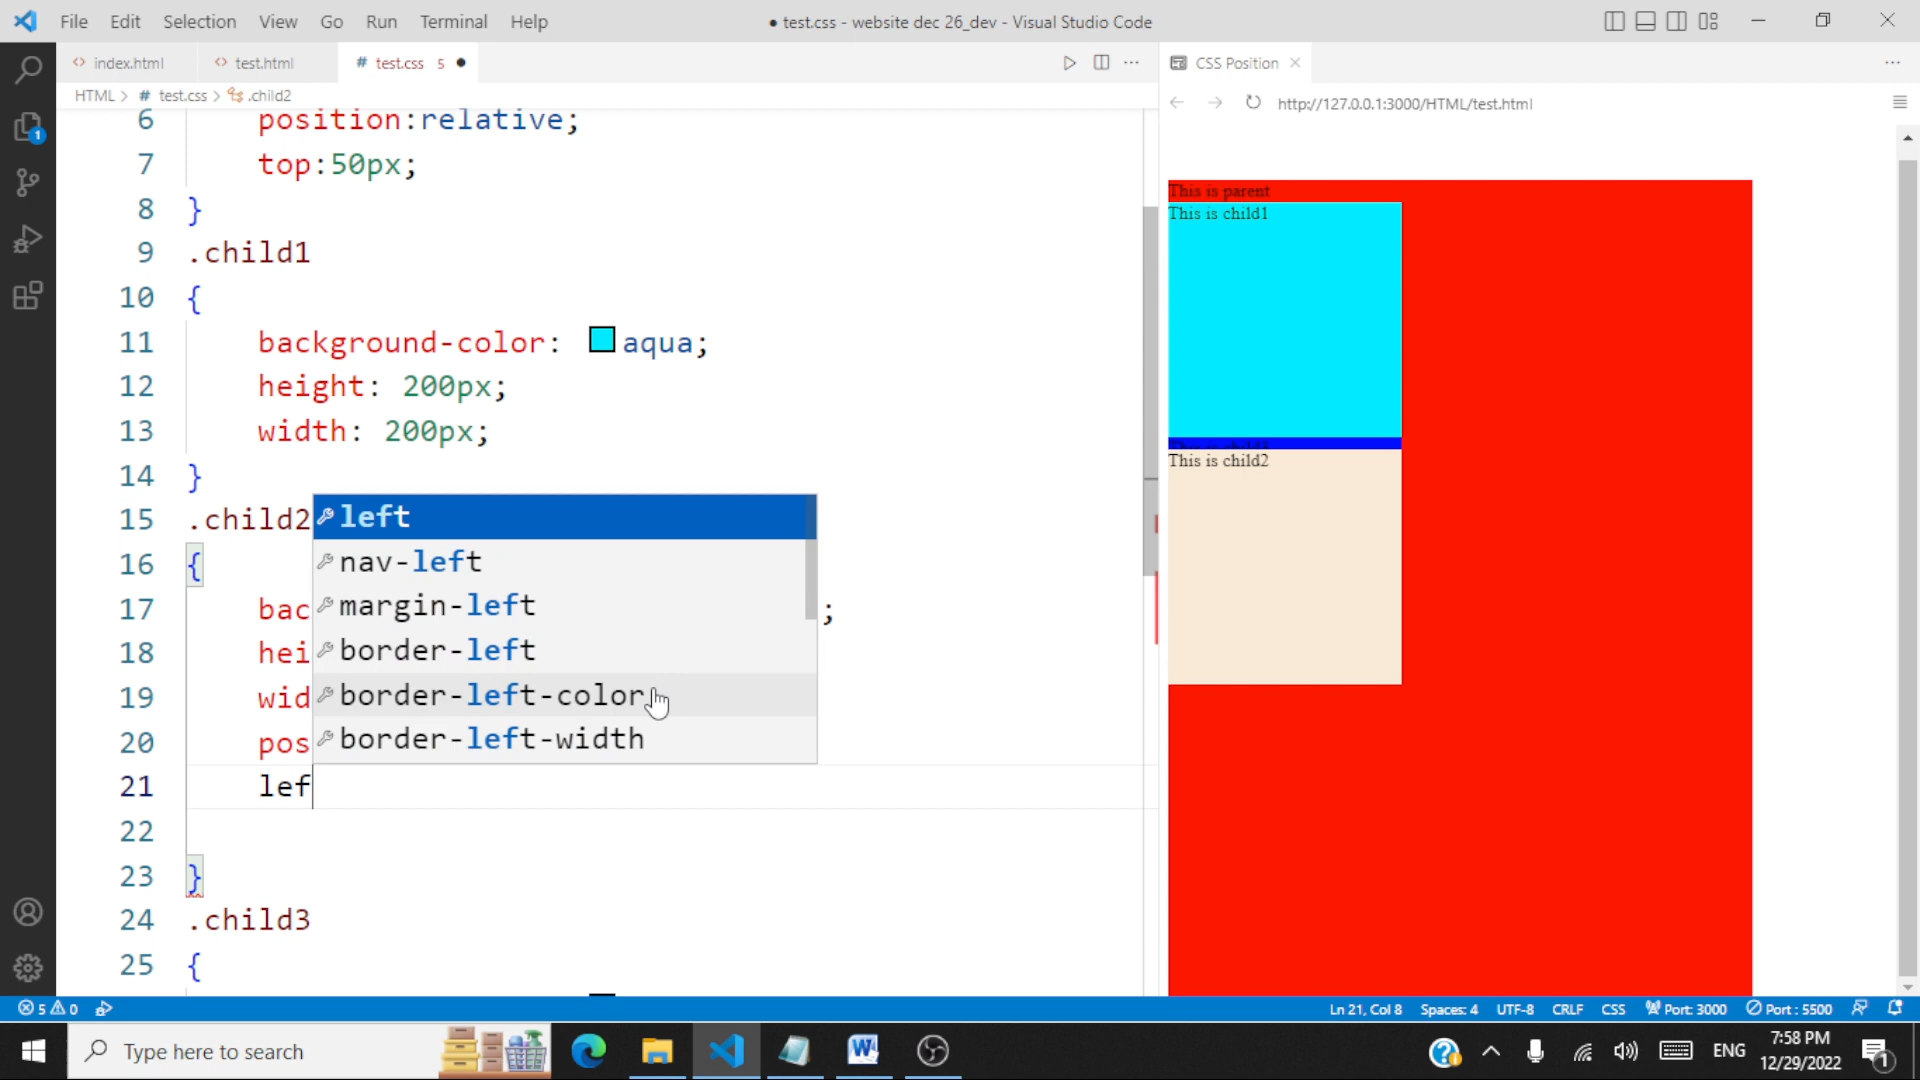 File Edit Selection View Go Run Terminal Help
● test.css - website dec 26_dev - Visual Studio Code
<> index.html
<> test.html
# test.css 5 ●
CSS Position
HTML > # test.css > .child2
http://127.0.0.1:3000/HTML/test.html
6 position:relative;
7 top:50px;
8 }
9 .child1
10 {
11 background-color: aqua;
12 height: 200px;
13 width: 200px;
14 }
15 .child2
16 {
17 bac ;
18 hei
19 wid
20 pos
21 lef
22
23 }
24 .child3
25 {
left
nav-left
margin-left
border-left
border-left-color
border-left-width
This is parent
This is child1
This is child2
1
5 0
Ln 21, Col 8 Spaces: 4 UTF-8 CRLF CSS Port: 3000 Port : 5500
Type here to search
ENG
7:58 PM
12/29/2022
1